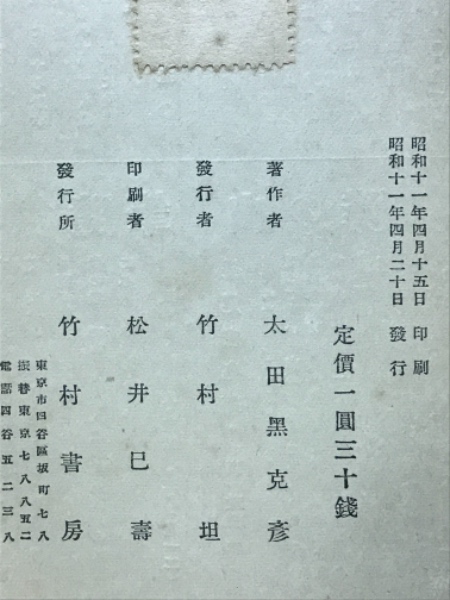 昭和十一年四月十五日 印刷
昭和十一年四月二十日 發行
定價一圓三十錢
著作者 太田黑克彥
發行者 竹村坦
印刷者 松井巳壽
發行所 竹村書房
東京市四谷區坂町七八
振替東京七八八五二
電話四谷五二三八